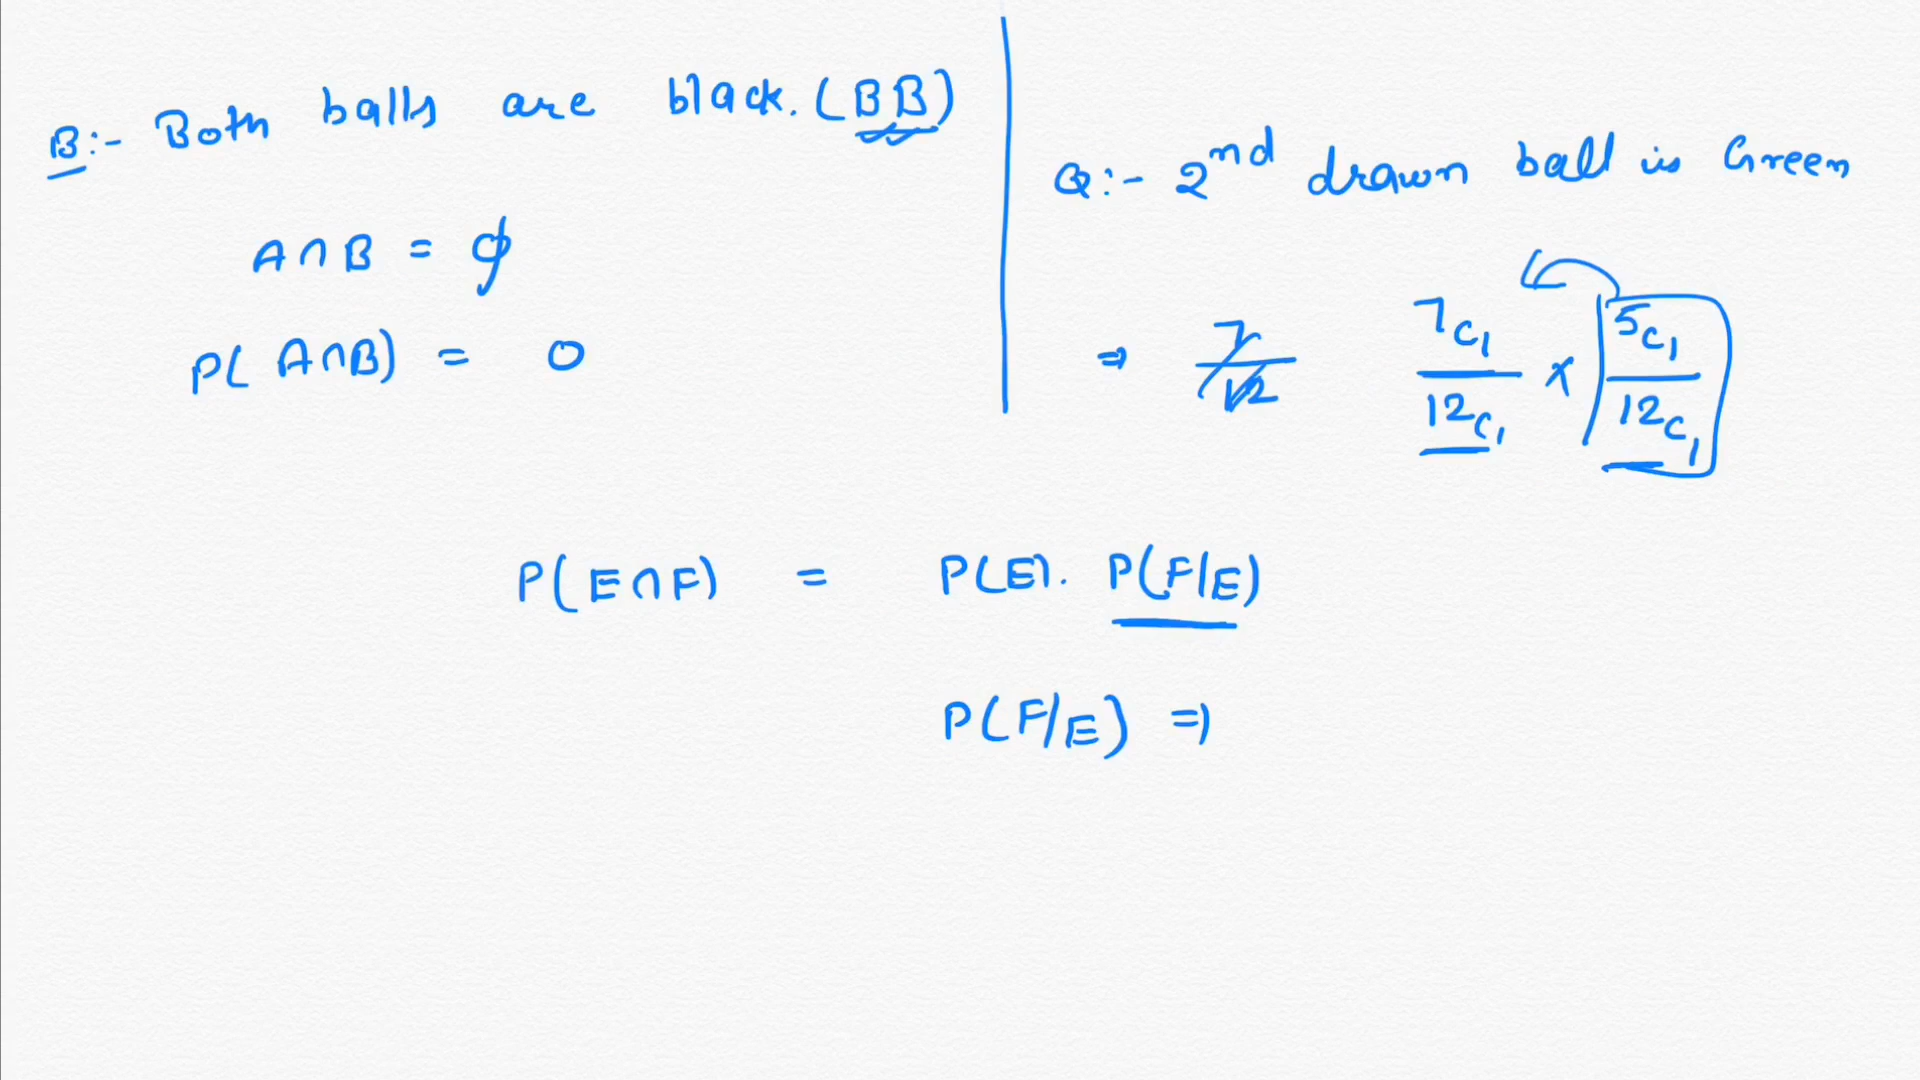 B:- Both balls are black. (BB)
A∩B = ϕ
P(A∩B) = 0
Q:- 2nd drawn ball is Green
⇒ 7/12 7C1/12C1 × 5C1/12C1
P(E∩F) = P(E). P(F/E)
P(F/E) ⇒